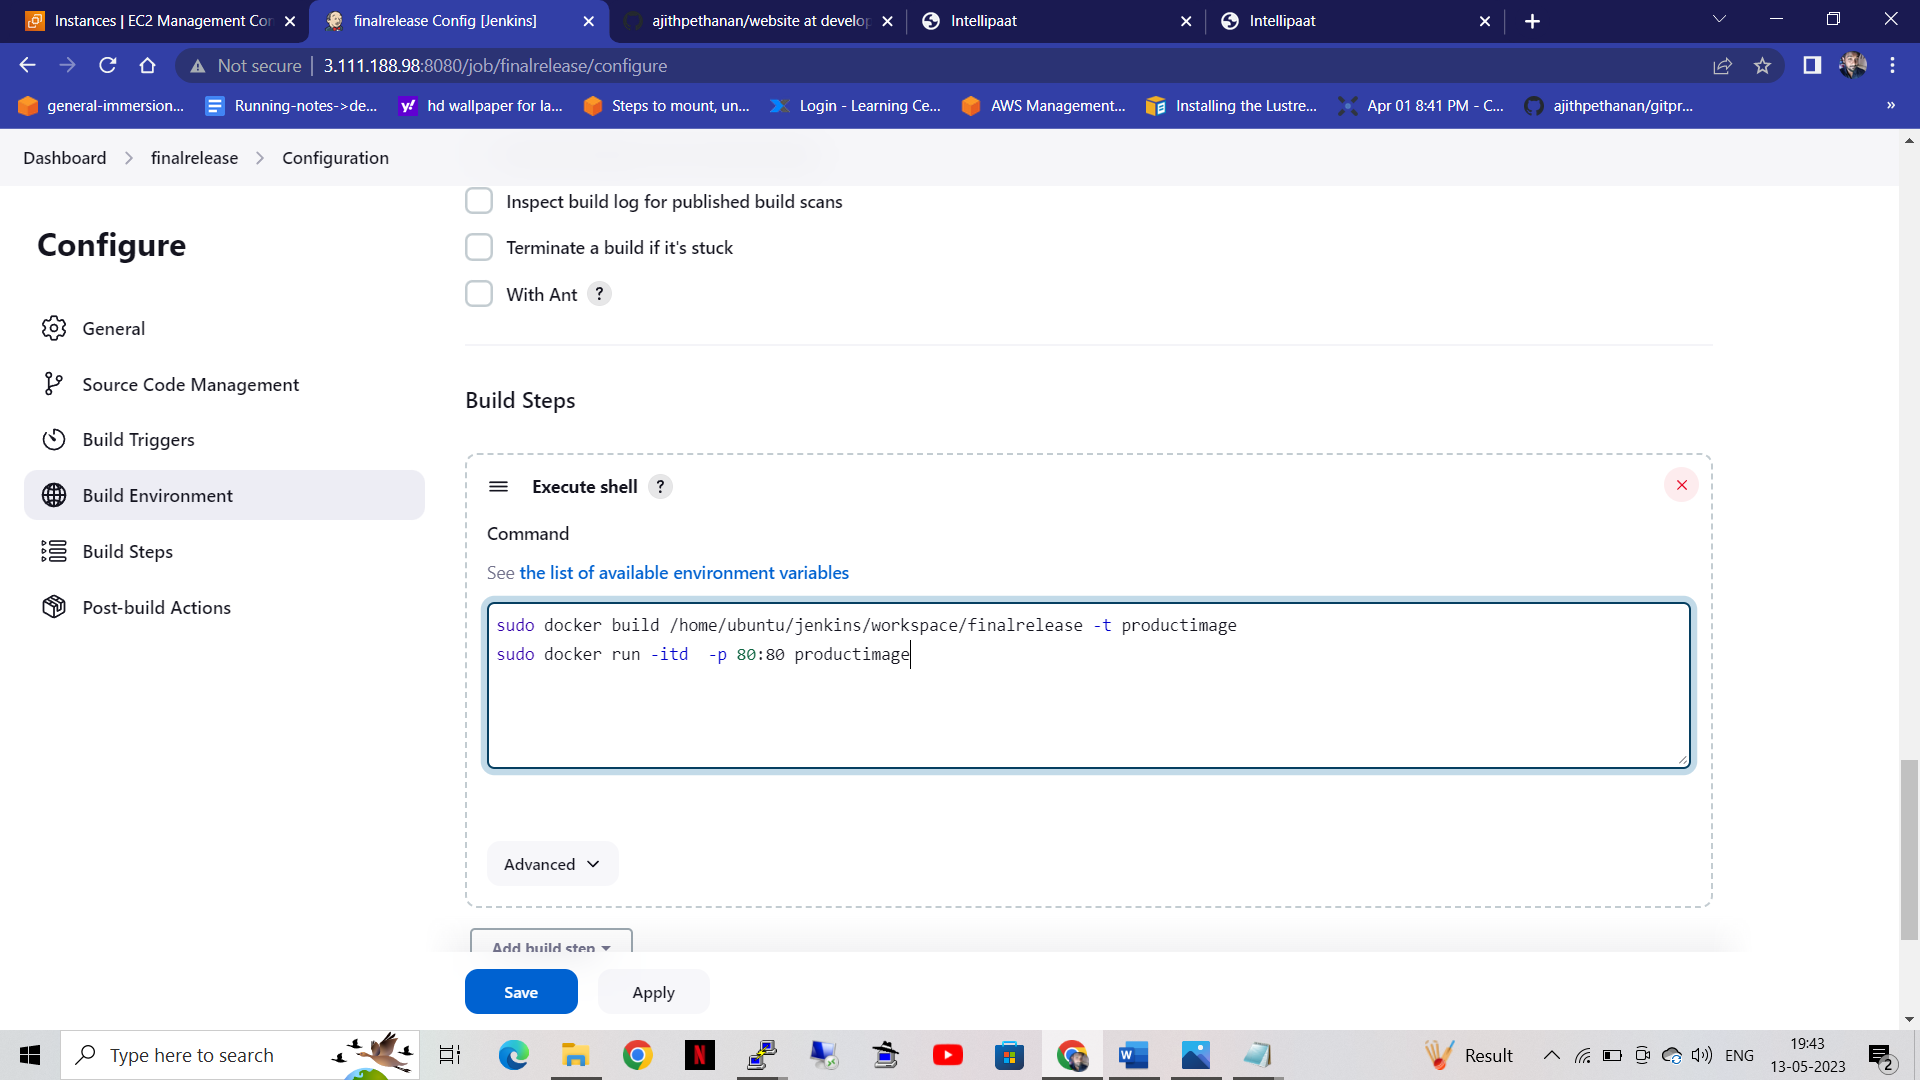 Instances | EC2 Management Con
finalrelease Config [Jenkins]
ajithpethanan/website at develop
Intellipaat
Intellipaat
Not secure
3.111.188.98:8080/job/finalrelease/configure
general-immersion...
Running-notes->de...
hd wallpaper for la...
Steps to mount, un...
Login - Learning Ce...
AWS Management...
Installing the Lustre...
Apr 01 8:41 PM - C...
ajithpethanan/gitpr...
»
Dashboard
finalrelease
Configuration
Configure
General
Source Code Management
Build Triggers
Build Environment
Build Steps
Post-build Actions
Inspect build log for published build scans
Terminate a build if it's stuck
With Ant ?
Build Steps
Execute shell ?
Command
See the list of available environment variables
sudo docker build /home/ubuntu/jenkins/workspace/finalrelease -t productimage
sudo docker run -itd  -p 80:80 productimage
Advanced
Add build step
Save
Apply
Type here to search
Result
ENG
19:43
13-05-2023
2